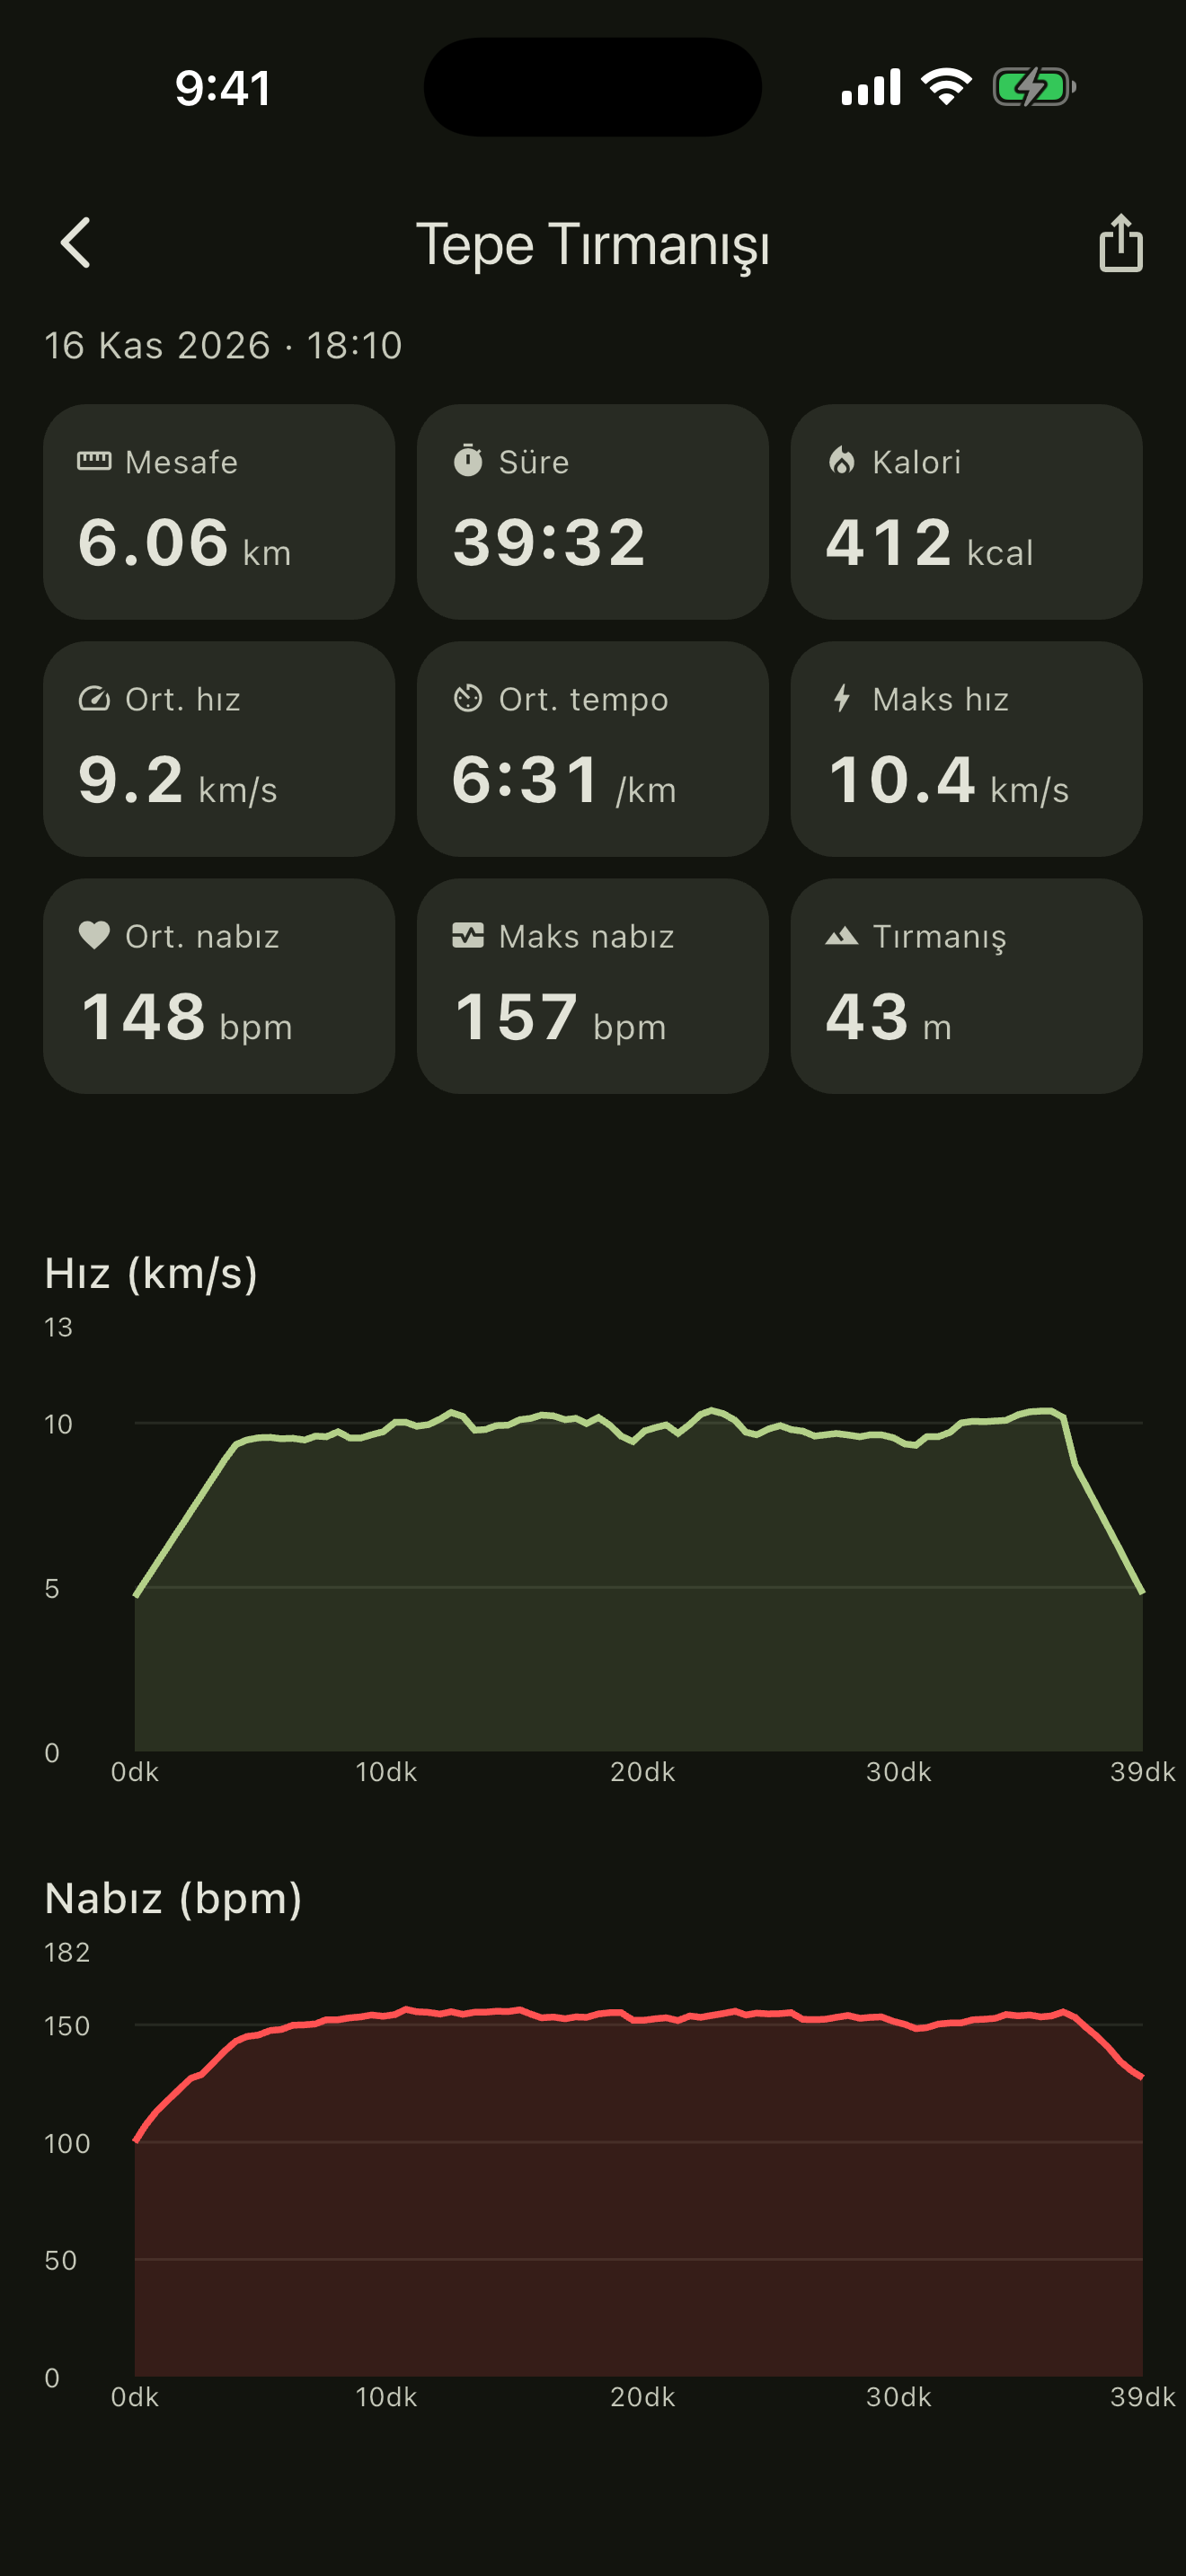 9:41
Tepe Tırmanışı
16 Kas 2026 · 18:10
Mesafe
6.06 km
Süre
39:32
Kalori
412 kcal
Ort. hız
9.2 km/s
Ort. tempo
6:31 /km
Maks hız
10.4 km/s
Ort. nabız
148 bpm
Maks nabız
157 bpm
Tırmanış
43 m
Hız (km/s)
13
10
5
0
0dk 10dk 20dk 30dk 39dk
Nabız (bpm)
182
150
100
50
0
0dk 10dk 20dk 30dk 39dk